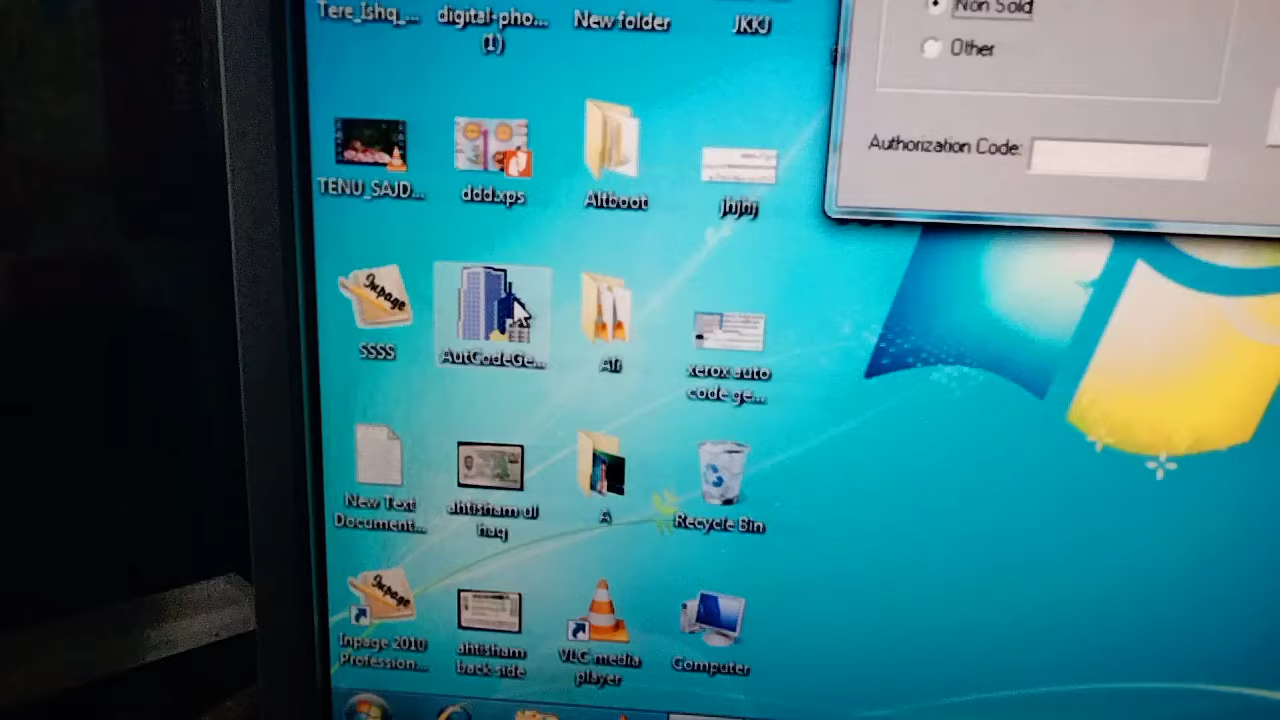 Tere_Ishq_...
digital-pho...
(1)
New folder
JKKJ
Non Sold
Other
Authorization Code:
TENU_SAJD...
ddd.xps
Altboot
jhjhj
Inpage
SSSS
AutCodeGe...
Ali
xerox auto
code ge...
New Text
Document...
ahtisham ul
haq
A
Recycle Bin
Inpage
Inpage 2010
Profession...
ahtisham
back side
VLC media
player
Computer